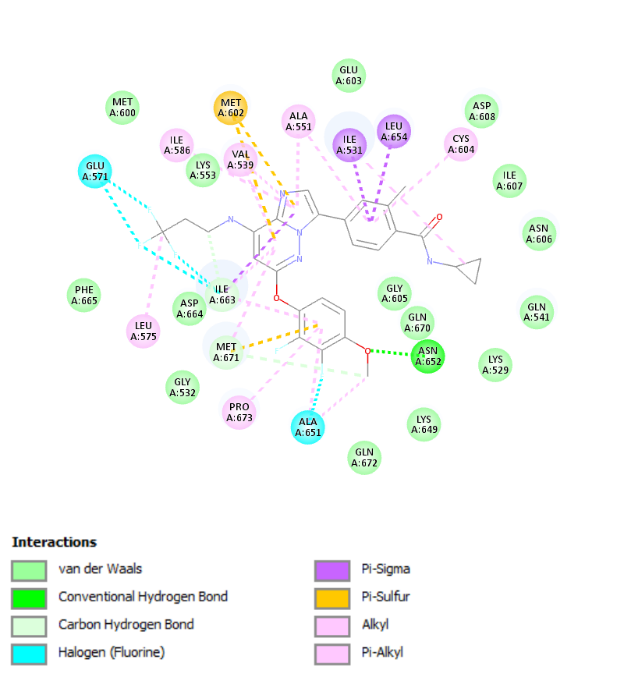 GLU
A:603
MET
A:600
MET
A:602
ASP
A:608
ALA
A:551
LEU
A:654
ILE
A:586
ILE
A:531
CYS
A:604
VAL
A:539
LYS
A:553
GLU
A:571
ILE
A:607
N
N
O
N
N
N
ASN
A:606
N
PHE
A:665
ILE
A:663
GLY
A:605
ASP
A:664
O
GLN
A:541
GLN
A:670
LEU
A:575
MET
A:671
O
ASN
A:652
LYS
A:529
GLY
A:532
PRO
A:673
ALA
A:651
LYS
A:649
GLN
A:672
Interactions
van der Waals
Conventional Hydrogen Bond
Carbon Hydrogen Bond
Halogen (Fluorine)
Pi-Sigma
Pi-Sulfur
Alkyl
Pi-Alkyl